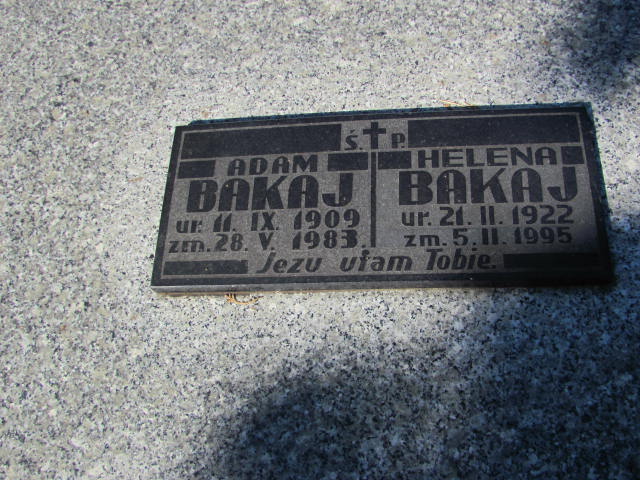 Ś. P.
ADAM
BAKAJ
ur. 11. IX. 1909
zm. 28. V. 1983.
HELENA
BAKAJ
ur. 21. II. 1922
zm. 5. II. 1995
Jezu ufam Tobie.